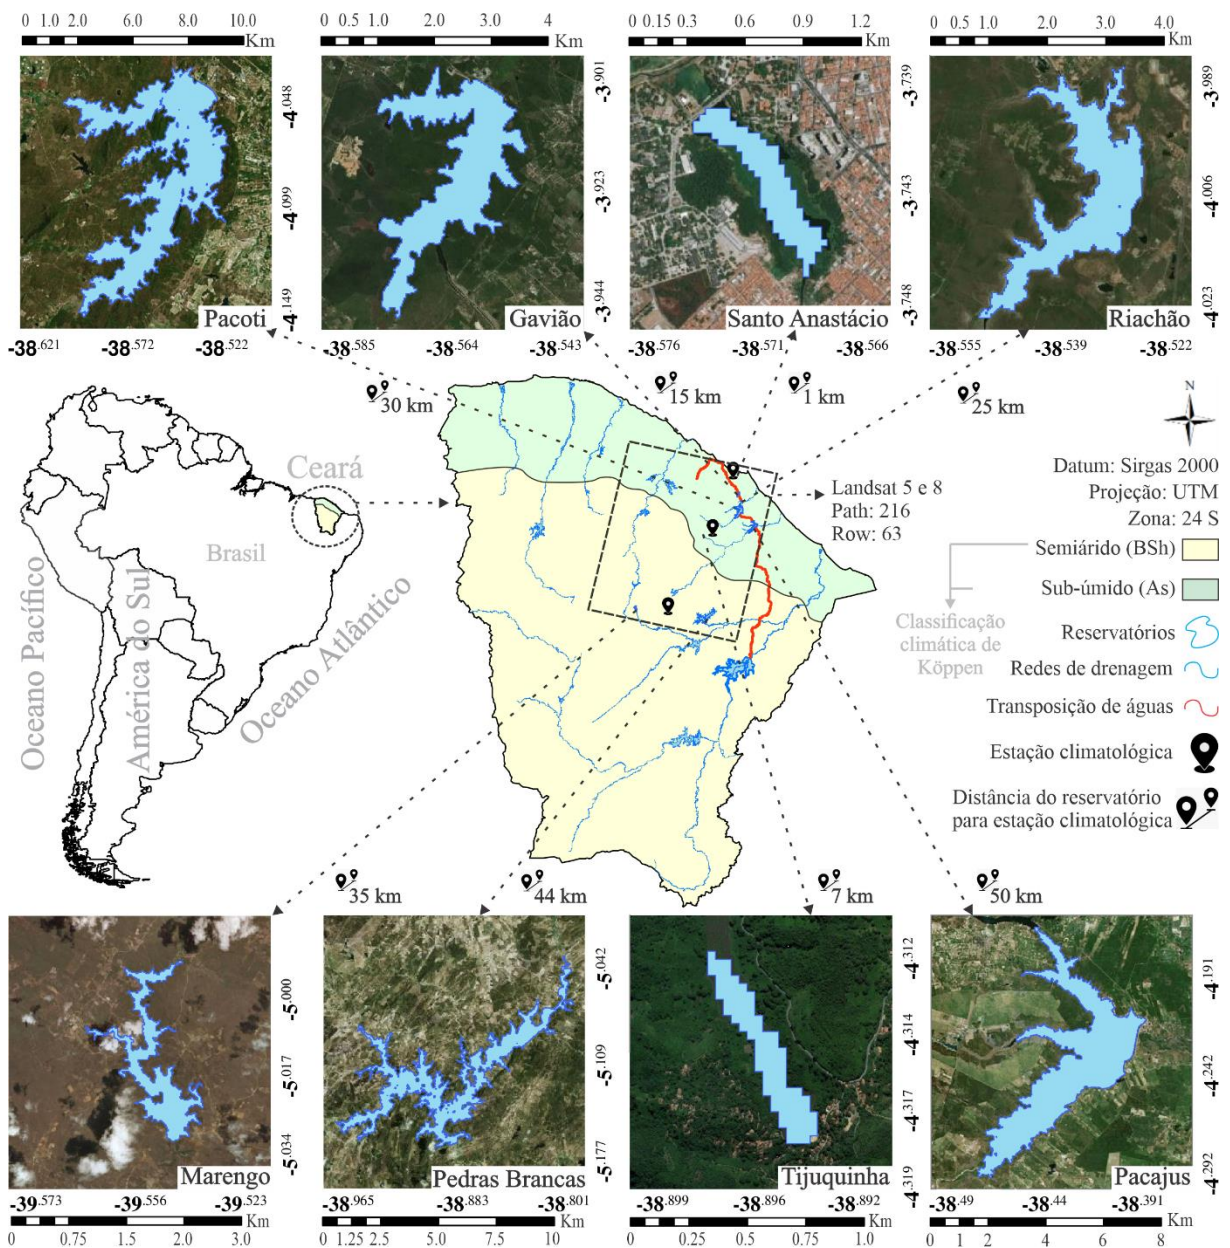 0 1.0 2.0 4.0 6.0 8.0 10.0
Km
0 1 2 3 4
Km
0 0.15 0.3 0.6 0.9 1.2
Km
0 0.5 1.0 2.0 3.0 4.0
Km
-4.048
-4.099
-4.149
Pacoti
-38.621 -38.572 -38.522
-3.901
-3.923
-3.944
Gavião
-38.585 -38.564 -38.543
-3.739
-3.743
-3.748
Santo Anastácio
-38.576 -38.571 -38.566
-3.989
-4.006
-4.023
Riachão
-38.555 -38.539 -38.522
30 km
15 km
1 km
25 km
N
Ceará
Brasil
Oceano Pacífico
América do Sul
Oceano Atlântico
Landsat 5 e 8
Path: 216
Row: 63
Datum: Sirgas 2000
Projeção: UTM
Zona: 24 S
Semiárido (BSh)
Sub-úmido (As)
Classificação
climática de
Köppen
Reservatórios
Redes de drenagem
Transposição de águas
Estação climatológica
Distância do reservatório
para estação climatológica
35 km
44 km
7 km
50 km
-5.000
-5.017
-5.034
Marengo
-39.573 -39.556 -39.523
Km
0 0.75 1.5 2.0 3.0
-5.042
-5.109
-5.177
Pedras Brancas
-38.965 -38.883 -38.801
Km
0 1.25 2.5 5.0 7.5 10
-4.312
-4.314
-4.317
-4.319
Tijuquinha
-38.899 -38.896 -38.892
Km
0 0.25 0.5 0.75 1.0
-4.191
-4.242
-4.292
Pacajus
-38.49 -38.44 -38.391
Km
0 1 2 4 6 8